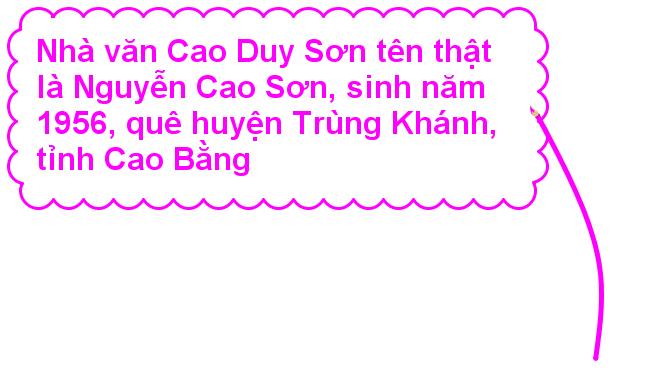 Nhà văn Cao Duy Sơn tên thật
là Nguyễn Cao Sơn, sinh năm
1956, quê huyện Trùng Khánh,
tỉnh Cao Bằng